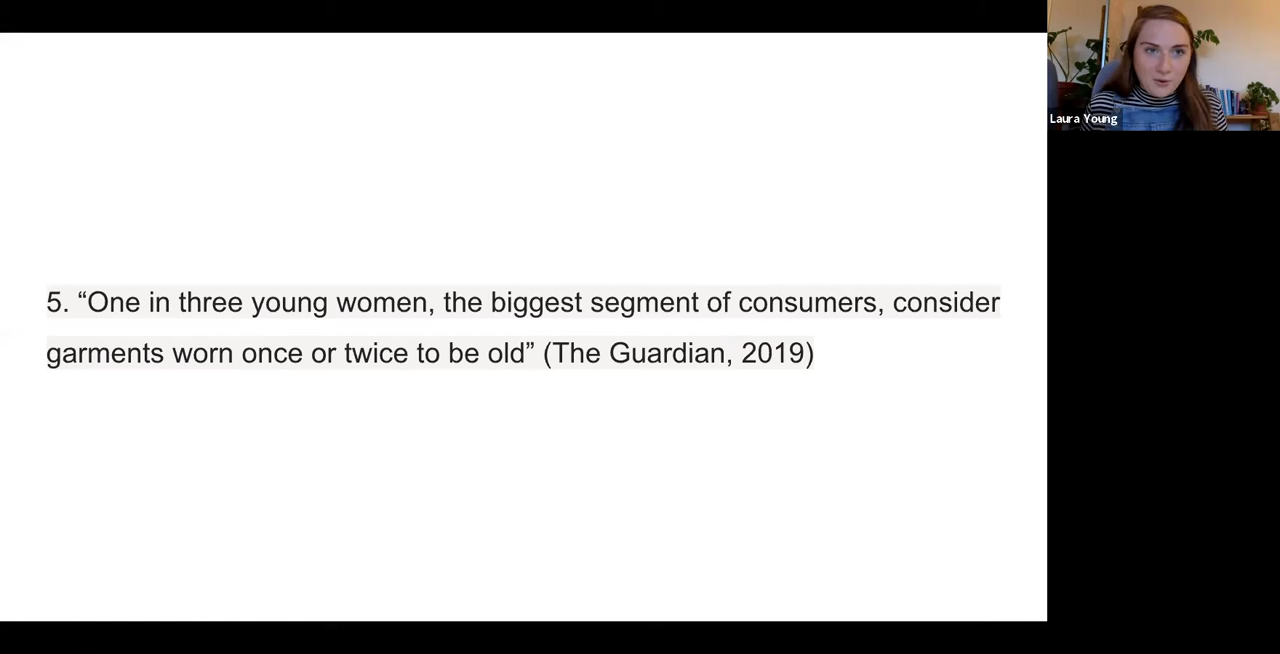 Laura Young
5. “One in three young women, the biggest segment of consumers, consider
garments worn once or twice to be old” (The Guardian, 2019)